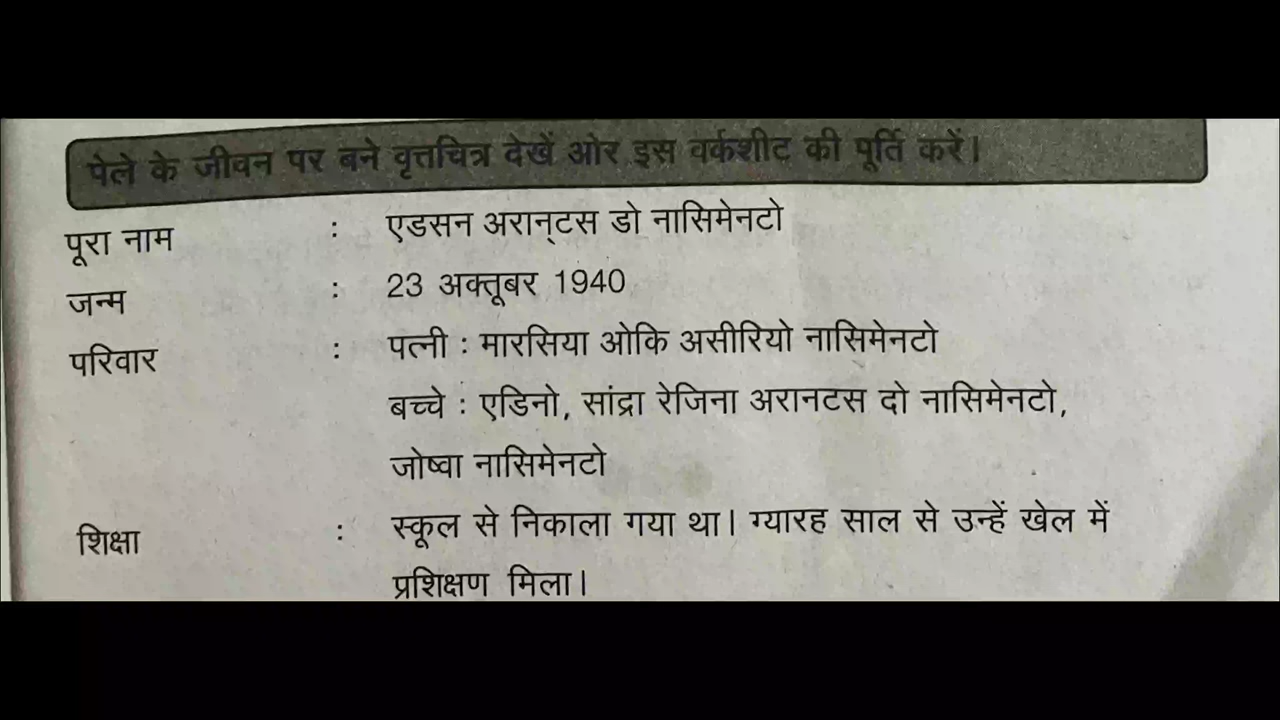 पेले के जीवन पर बने वृत्तचित्र देखें ओर इस वर्कशीट की पूर्ति करें।
पूरा नाम : एडसन अरान्‌टस डो नासिमेनटो
जन्म : 23 अक्तूबर 1940
परिवार : पत्नी : मारसिया ओकि असीरियो नासिमेनटो
बच्चे : एडिनो, सांद्रा रेजिना अरानटस दो नासिमेनटो,
जोष्वा नासिमेनटो
शिक्षा : स्कूल से निकाला गया था। ग्यारह साल से उन्हें खेल में
प्रशिक्षण मिला।